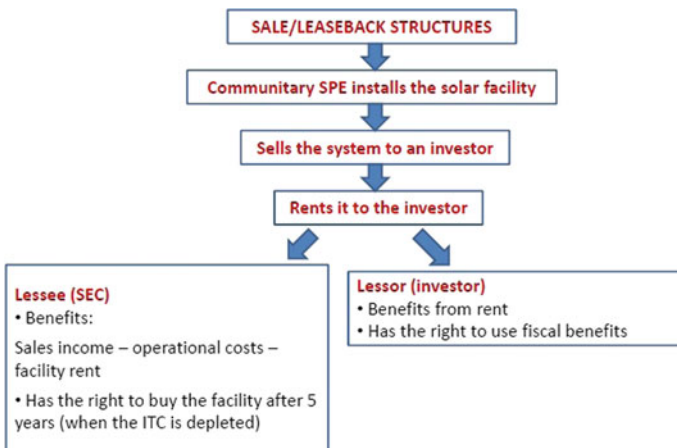 SALE/LEASEBACK STRUCTURES
Communitary SPE installs the solar facility
Sells the system to an investor
Rents it to the investor
Lessee (SEC)
• Benefits:
Sales income – operational costs –
facility rent
• Has the right to buy the facility after 5
years (when the ITC is depleted)
Lessor (investor)
• Benefits from rent
• Has the right to use fiscal benefits